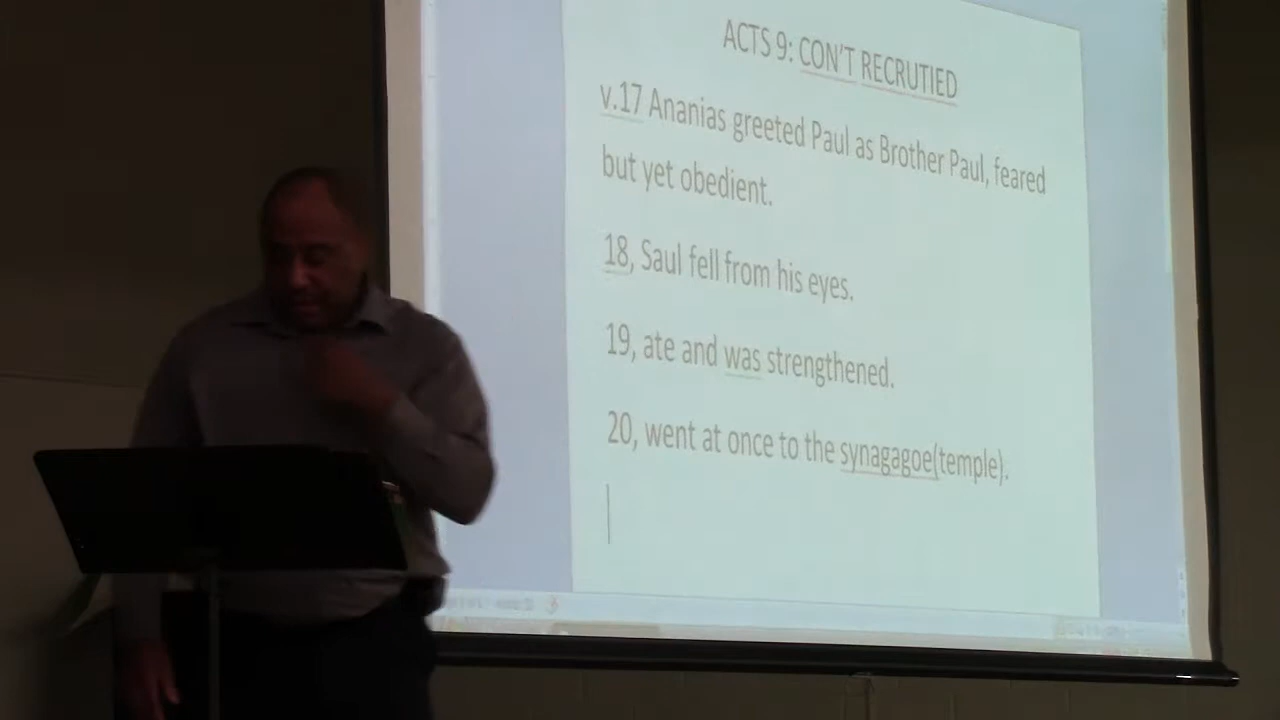 ACTS 9: CON'T RECRUTIED
v.17 Ananias greeted Paul as Brother Paul, feared
but yet obedient.
18, Saul fell from his eyes.
19, ate and was strengthened.
20, went at once to the synagagoe(temple).